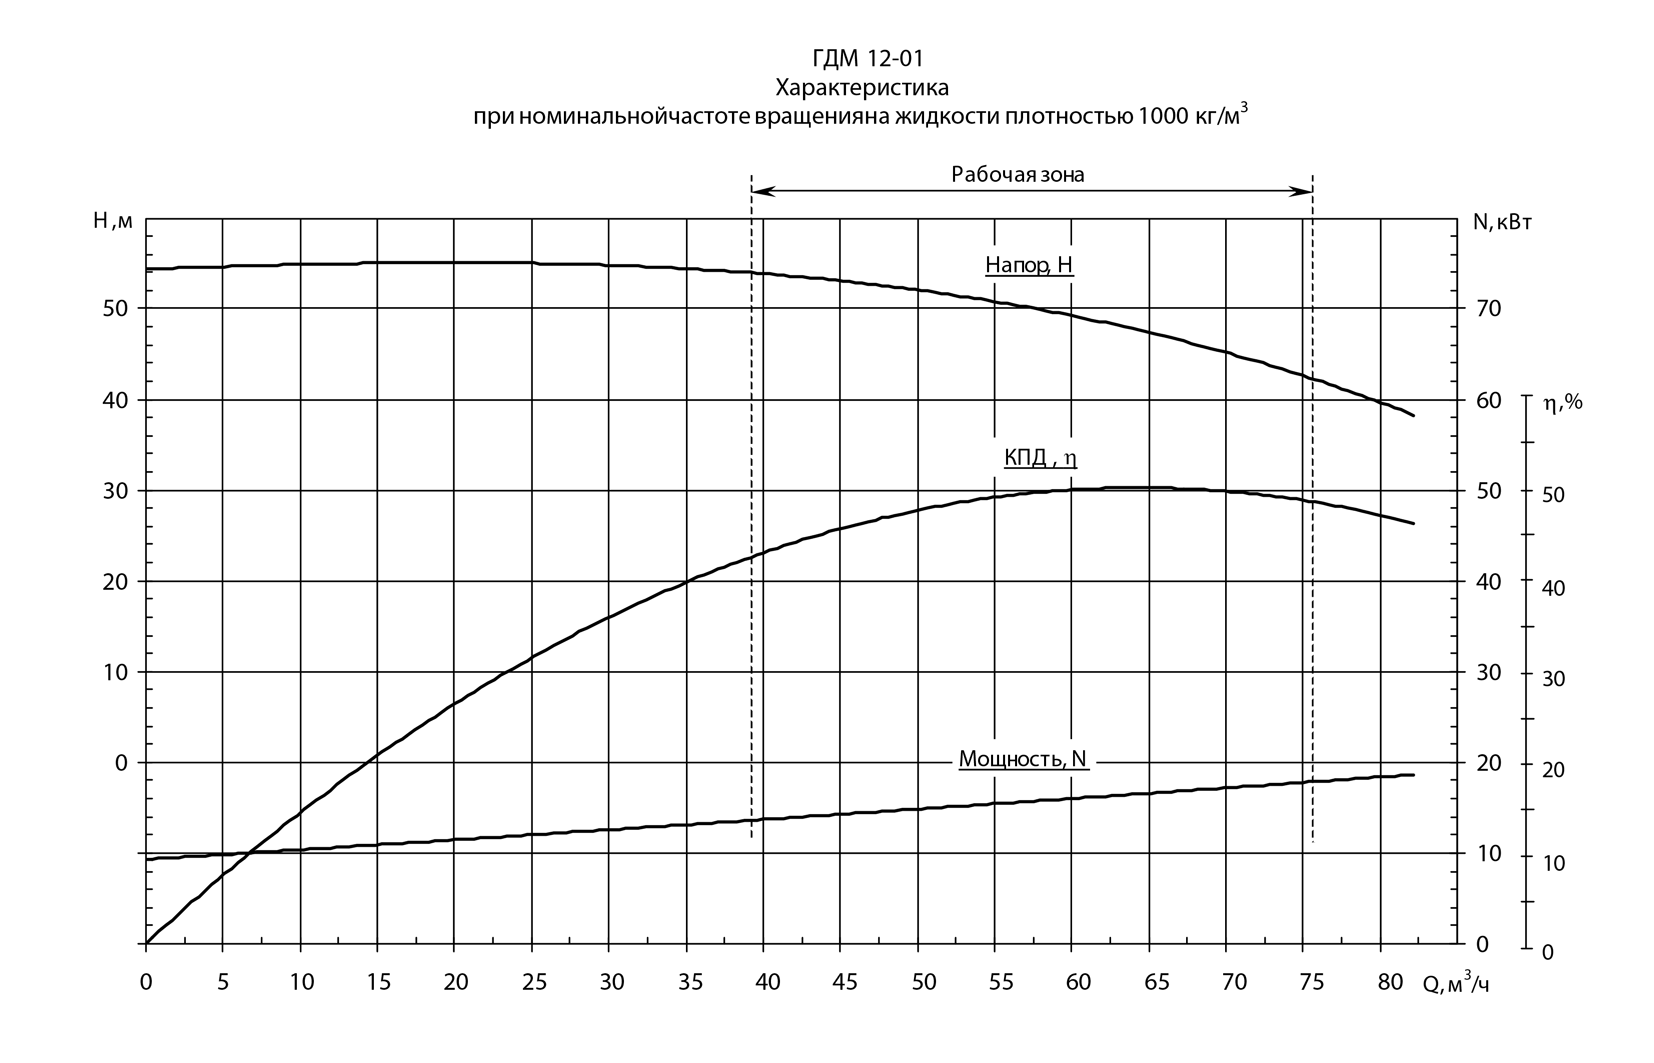 ГДМ 12-01
Характеристика
при номинальнойчастоте вращенияна жидкости плотностью 1000 кг/м³
Рабочая зона
H,м
N,кВт
Напор, Н
50
70
40
60
η,%
КПД, η
30
50
50
20
40
40
10
30
30
Мощность, N
0
20
20
10
10
0
0
0 5 10 15 20 25 30 35 40 45 50 55 60 65 70 75 80 Q,м³/ч